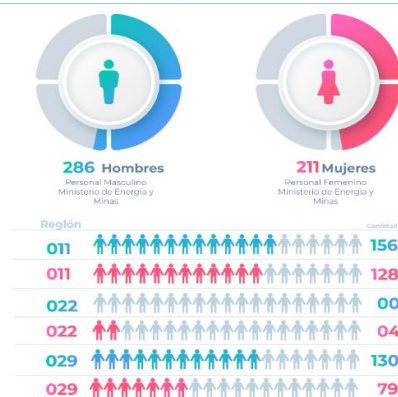 286 Hombres
Personal Masculino
Ministerio de Energía y
Minas
211 Mujeres
Personal Femenino
Ministerio de Energía y
Minas
Región Cantidad
011 156
011 128
022 00
022 04
029 130
029 79